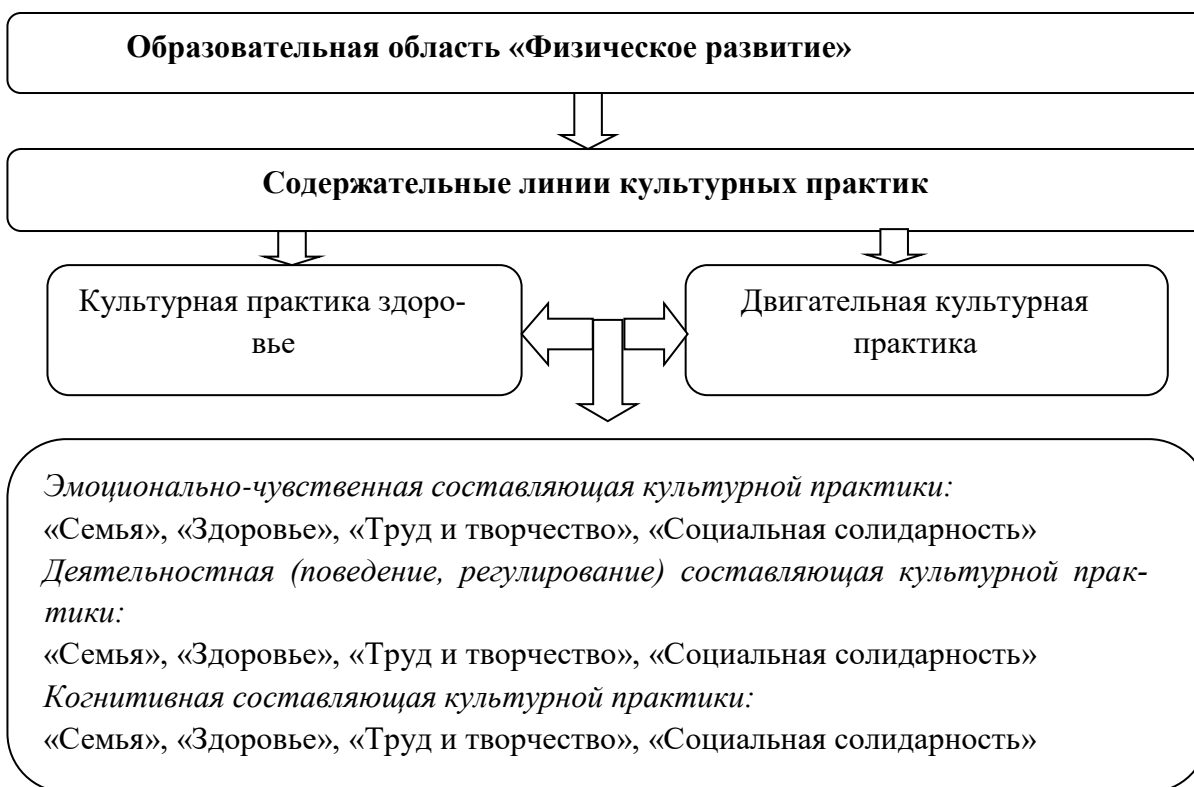 Образовательная область «Физическое развитие»
Содержательные линии культурных практик
Культурная практика здоро-
вье
Двигательная культурная
практика
Эмоционально-чувственная составляющая культурной практики:
«Семья», «Здоровье», «Труд и творчество», «Социальная солидарность»
Деятельностная (поведение, регулирование) составляющая культурной прак-
тики:
«Семья», «Здоровье», «Труд и творчество», «Социальная солидарность»
Когнитивная составляющая культурной практики:
«Семья», «Здоровье», «Труд и творчество», «Социальная солидарность»